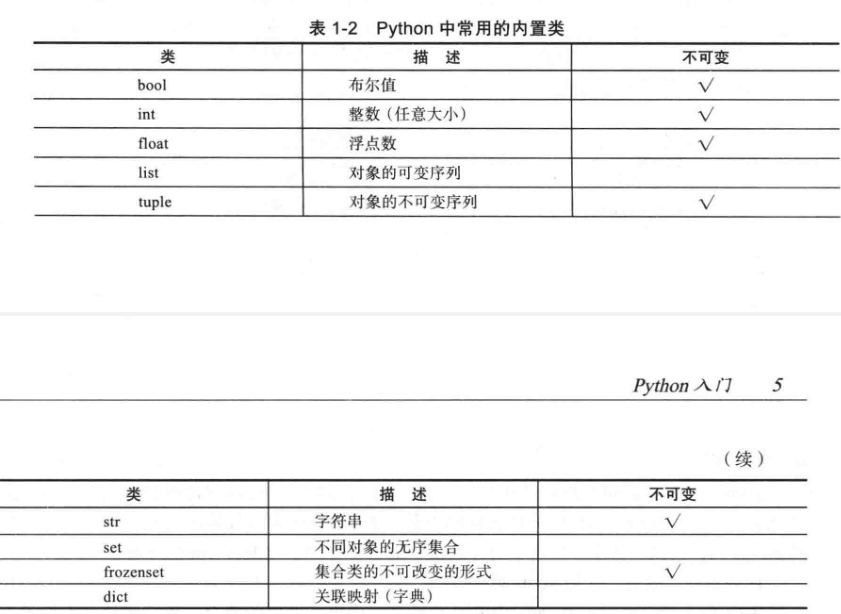 表 1-2 Python 中常用的内置类
类 描 述 不可变
bool 布尔值 √
int 整数（任意大小） √
float 浮点数 √
list 对象的可变序列
tuple 对象的不可变序列 √
Python 入门 5
（续）
类 描 述 不可变
str 字符串 √
set 不同对象的无序集合
frozenset 集合类的不可改变的形式 √
dict 关联映射（字典）